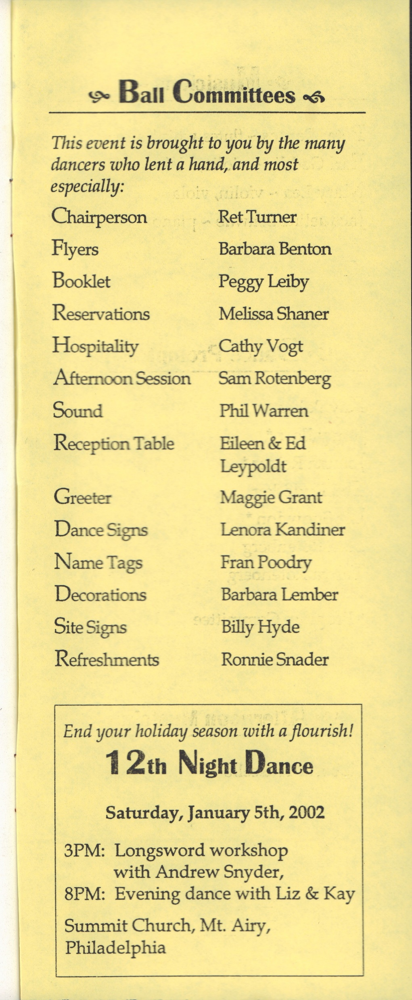 Ball Committees
This event is brought to you by the many
dancers who lent a hand, and most
especially:
Chairperson Ret Turner
Flyers Barbara Benton
Booklet Peggy Leiby
Reservations Melissa Shaner
Hospitality Cathy Vogt
Afternoon Session Sam Rotenberg
Sound Phil Warren
Reception Table Eileen & Ed
Leypoldt
Greeter Maggie Grant
Dance Signs Lenora Kandiner
Name Tags Fran Poodry
Decorations Barbara Lember
Site Signs Billy Hyde
Refreshments Ronnie Snader
End your holiday season with a flourish!
12th Night Dance
Saturday, January 5th, 2002
3PM: Longsword workshop
with Andrew Snyder,
8PM: Evening dance with Liz & Kay
Summit Church, Mt. Airy,
Philadelphia